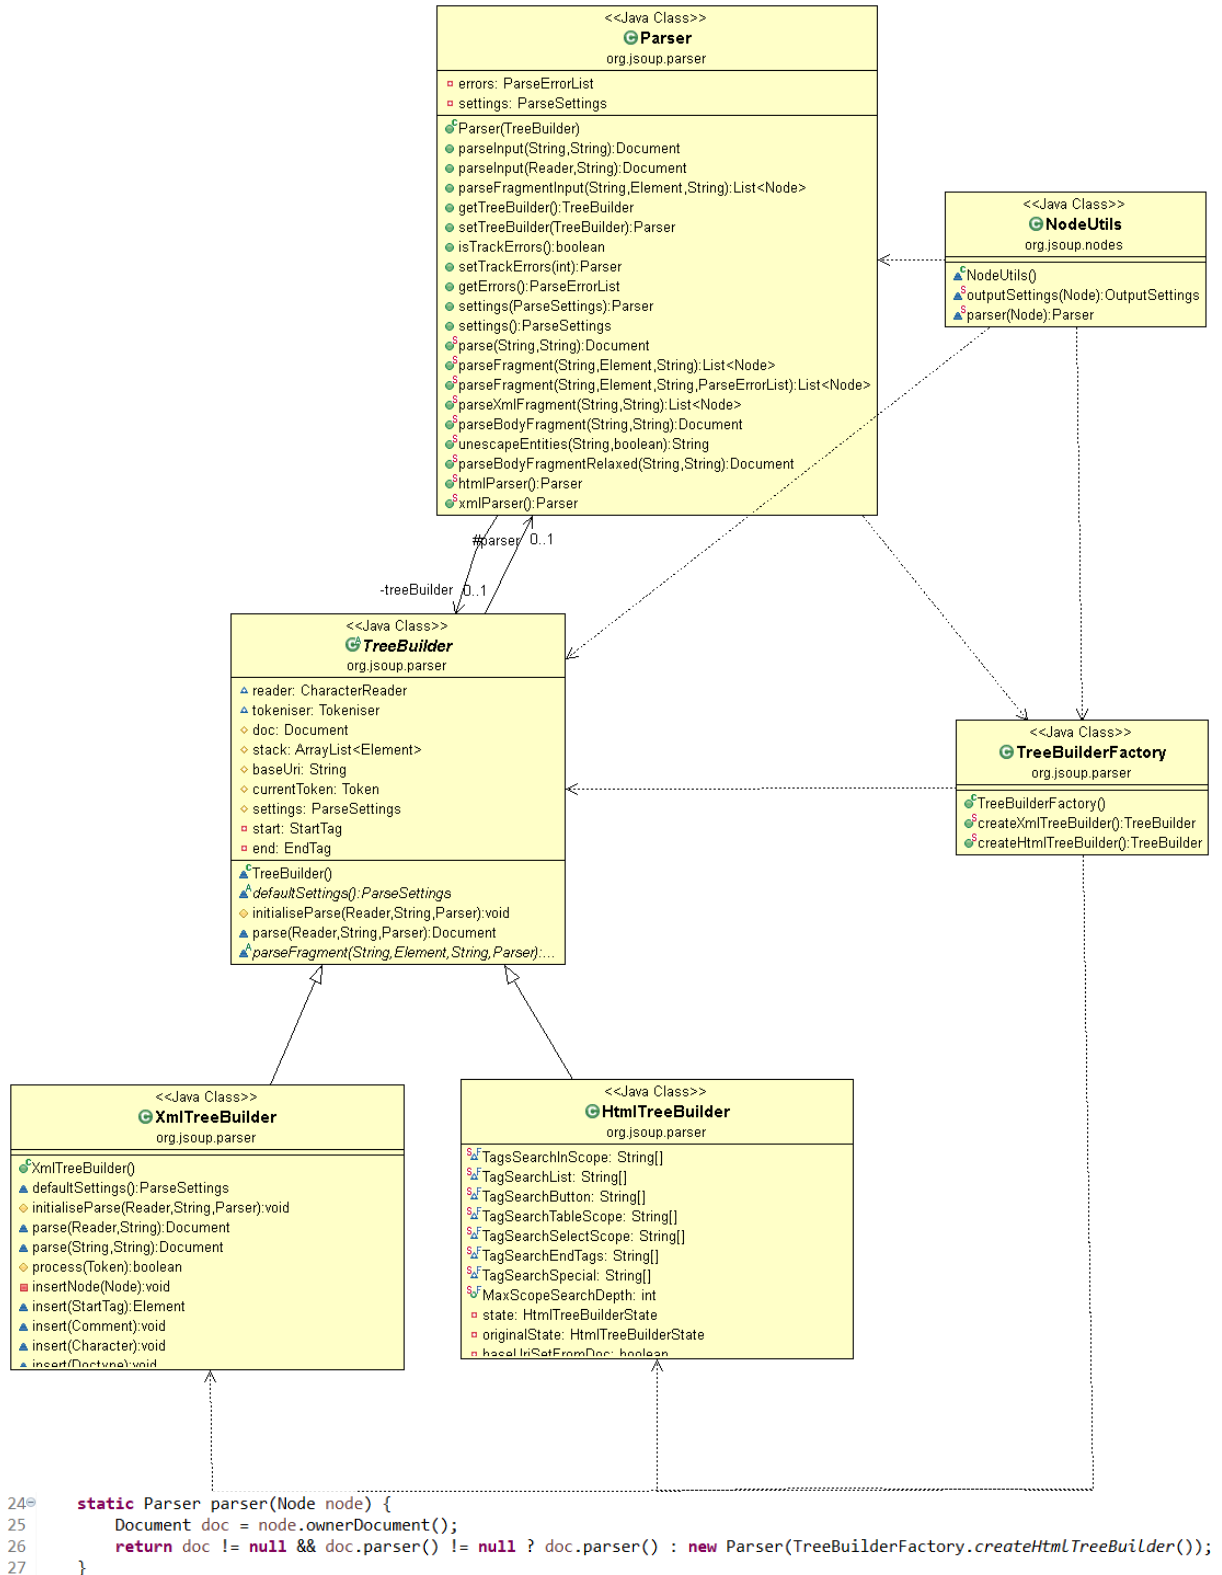 <<Java Class>>
Parser
org.jsoup.parser
errors: ParseErrorList
settings: ParseSettings
Parser(TreeBuilder)
parseInput(String,String):Document
parseInput(Reader,String):Document
parseFragmentInput(String,Element,String):List<Node>
getTreeBuilder():TreeBuilder
setTreeBuilder(TreeBuilder):Parser
isTrackErrors():boolean
setTrackErrors(int):Parser
getErrors():ParseErrorList
settings(ParseSettings):Parser
settings():ParseSettings
parse(String,String):Document
parseFragment(String,Element,String):List<Node>
parseFragment(String,Element,String,ParseErrorList):List<Node>
parseXmlFragment(String,String):List<Node>
parseBodyFragment(String,String):Document
unescapeEntities(String,boolean):String
parseBodyFragmentRelaxed(String,String):Document
htmlParser():Parser
xmlParser():Parser
<<Java Class>>
NodeUtils
org.jsoup.nodes
NodeUtils()
outputSettings(Node):OutputSettings
parser(Node):Parser
#parser 0..1
-treeBuilder 0..1
<<Java Class>>
TreeBuilder
org.jsoup.parser
reader: CharacterReader
tokeniser: Tokeniser
doc: Document
stack: ArrayList<Element>
baseUri: String
currentToken: Token
settings: ParseSettings
start: StartTag
end: EndTag
TreeBuilder()
defaultSettings():ParseSettings
initialiseParse(Reader,String,Parser):void
parse(Reader,String,Parser):Document
parseFragment(String,Element,String,Parser):...
<<Java Class>>
TreeBuilderFactory
org.jsoup.parser
TreeBuilderFactory()
createXmlTreeBuilder():TreeBuilder
createHtmlTreeBuilder():TreeBuilder
<<Java Class>>
XmlTreeBuilder
org.jsoup.parser
XmlTreeBuilder()
defaultSettings():ParseSettings
initialiseParse(Reader,String,Parser):void
parse(Reader,String):Document
parse(String,String):Document
process(Token):boolean
insertNode(Node):void
insert(StartTag):Element
insert(Comment):void
insert(Character):void
insert(Doctype):void
<<Java Class>>
HtmlTreeBuilder
org.jsoup.parser
TagsSearchInScope: String[]
TagSearchList: String[]
TagSearchButton: String[]
TagSearchTableScope: String[]
TagSearchSelectScope: String[]
TagSearchEndTags: String[]
TagSearchSpecial: String[]
MaxScopeSearchDepth: int
state: HtmlTreeBuilderState
originalState: HtmlTreeBuilderState
baseUriSetFromDoc: boolean
24 static Parser parser(Node node) {
25 Document doc = node.ownerDocument();
26 return doc != null && doc.parser() != null ? doc.parser() : new Parser(TreeBuilderFactory.createHtmlTreeBuilder());
27 }